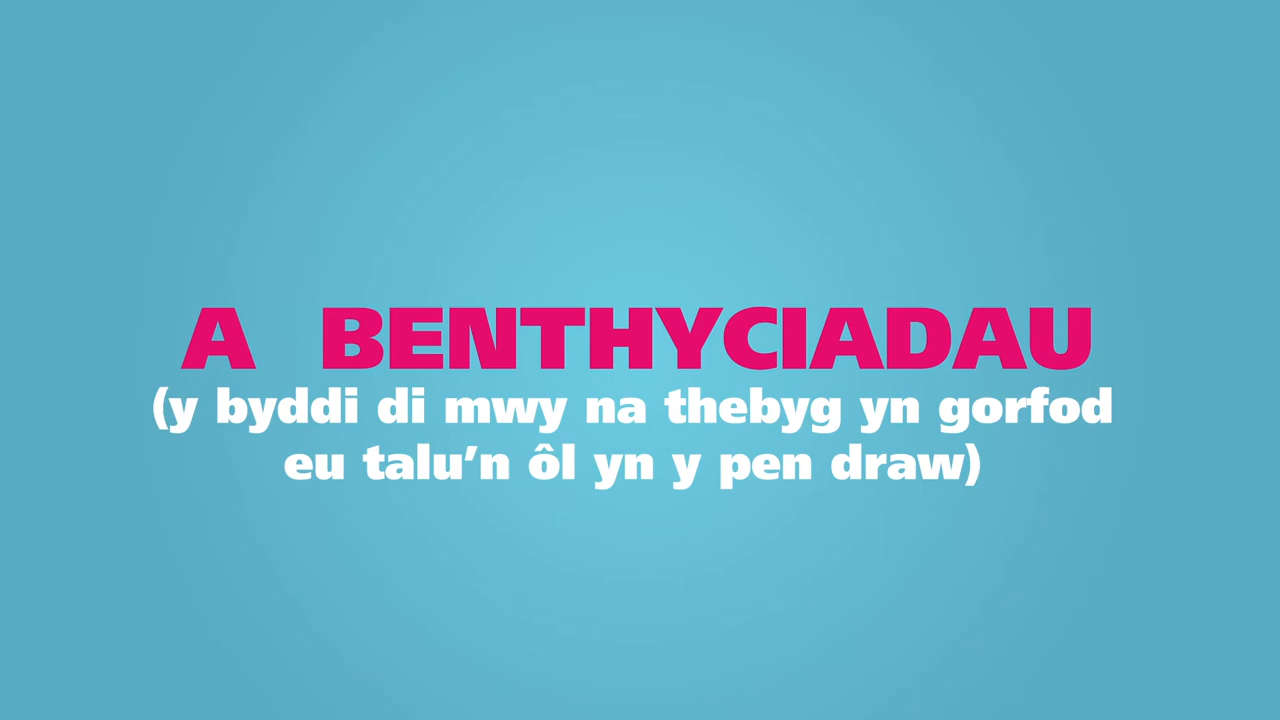 A BENTHYCIADAU
(y byddi di mwy na thebyg yn gorfod
eu talu’n ôl yn y pen draw)